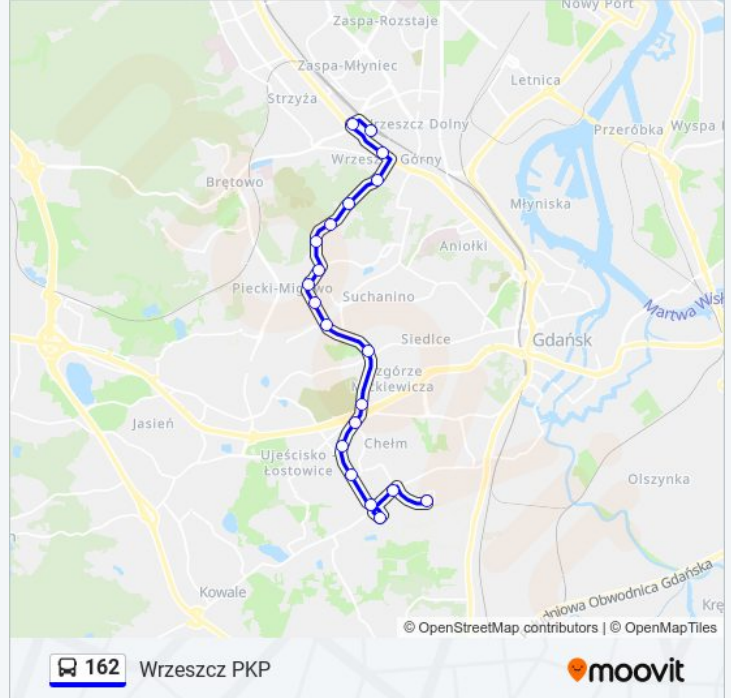 Nowy Port
Zaspa-Rozstaje
Zaspa-Młyniec
Letnica
Strzyża
Wrzeszcz Dolny
Przeróbka
Wyspa
Wrzeszcz Górny
Brętowo
Młyniska
Aniołki
Piecki-Migowo
Suchanino
Martwa Wisł
Siedlce
Gdańsk
Wzgórze
Mickiewicza
Jasień
Chełm
Ujeścisko
Łostowice
Olszynka
Kowale
Południowa Obwodnica Gdańska
© OpenStreetMap contributors | © OpenMapTiles
162 Wrzeszcz PKP
moovit